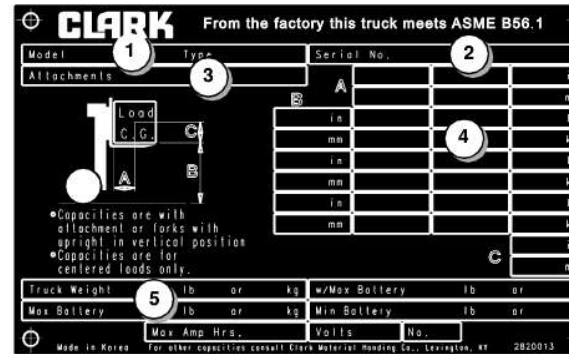 CLARK From the factory this truck meets ASME B56.1
Model 1 Type Serial No. 2
Attachments 3
A
B
Load
C.G.
C
in
mm
4
A
B
in
mm
in
mm
C
●Capacities are with
attachment or forks with
upright in vertical position
●Capacities are for
centered loads only.
Truck Weight lb or kg w/Max Battery lb or
5
Max Battery lb or kg Min Battery lb or
Max Amp Hrs. Volts No.
Made in Korea For other capacities consult Clark Material Handing Co., Lexington, KY 2820013